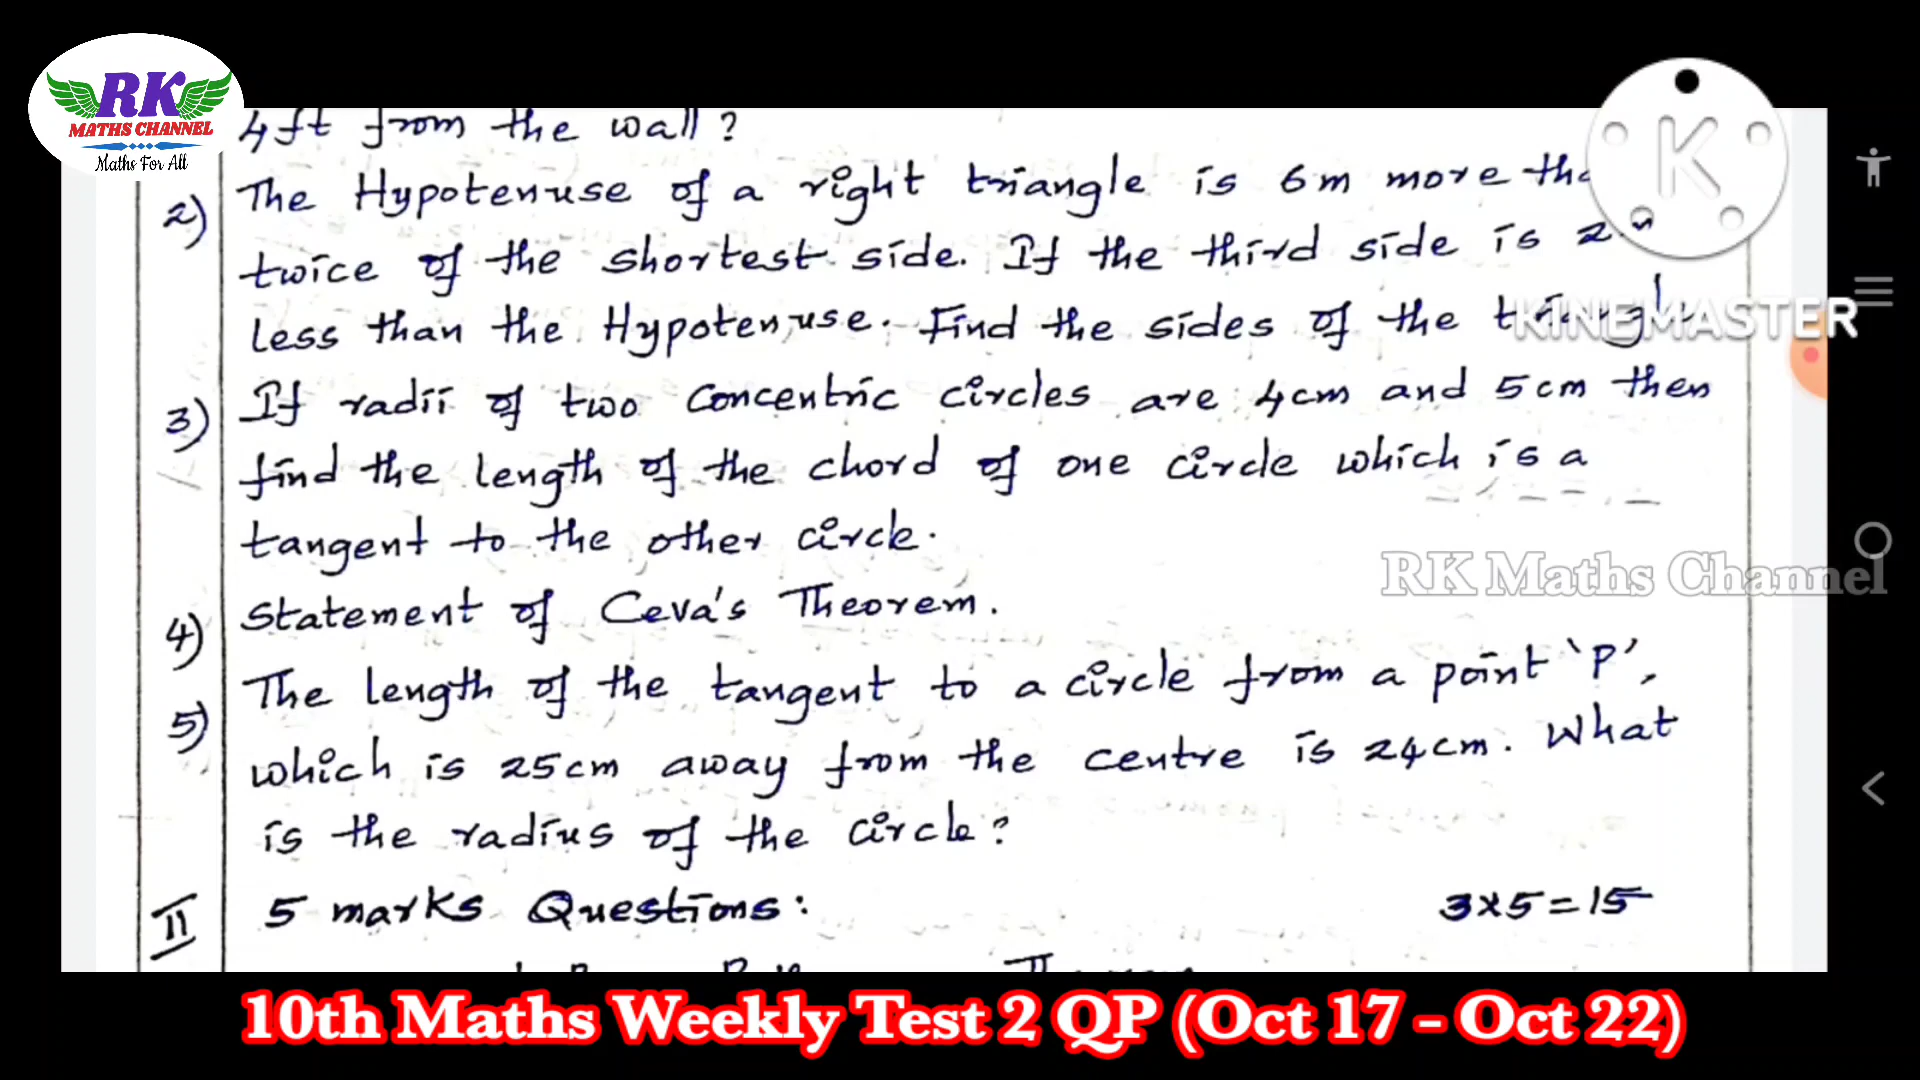 RK
MATHS CHANNEL
Maths For All
4ft from the wall?
2) The Hypotenuse of a right triangle is 6m more
twice of the shortest side. If the third side is 2
less than the Hypotenuse. Find the sides of the
KINEMASTER
3) If radii of two concentric circles are 4cm and 5cm then
find the length of the chord of one circle which is a
tangent to the other circle.
RK Maths Channel
4) Statement of Ceva's Theorem.
5) The length of the tangent to a circle from a point 'P',
which is 25cm away from the centre is 24cm. What
is the radius of the circle?
II 5 marks Questions: 3x5=15
10th Maths Weekly Test 2 QP (Oct 17 - Oct 22)